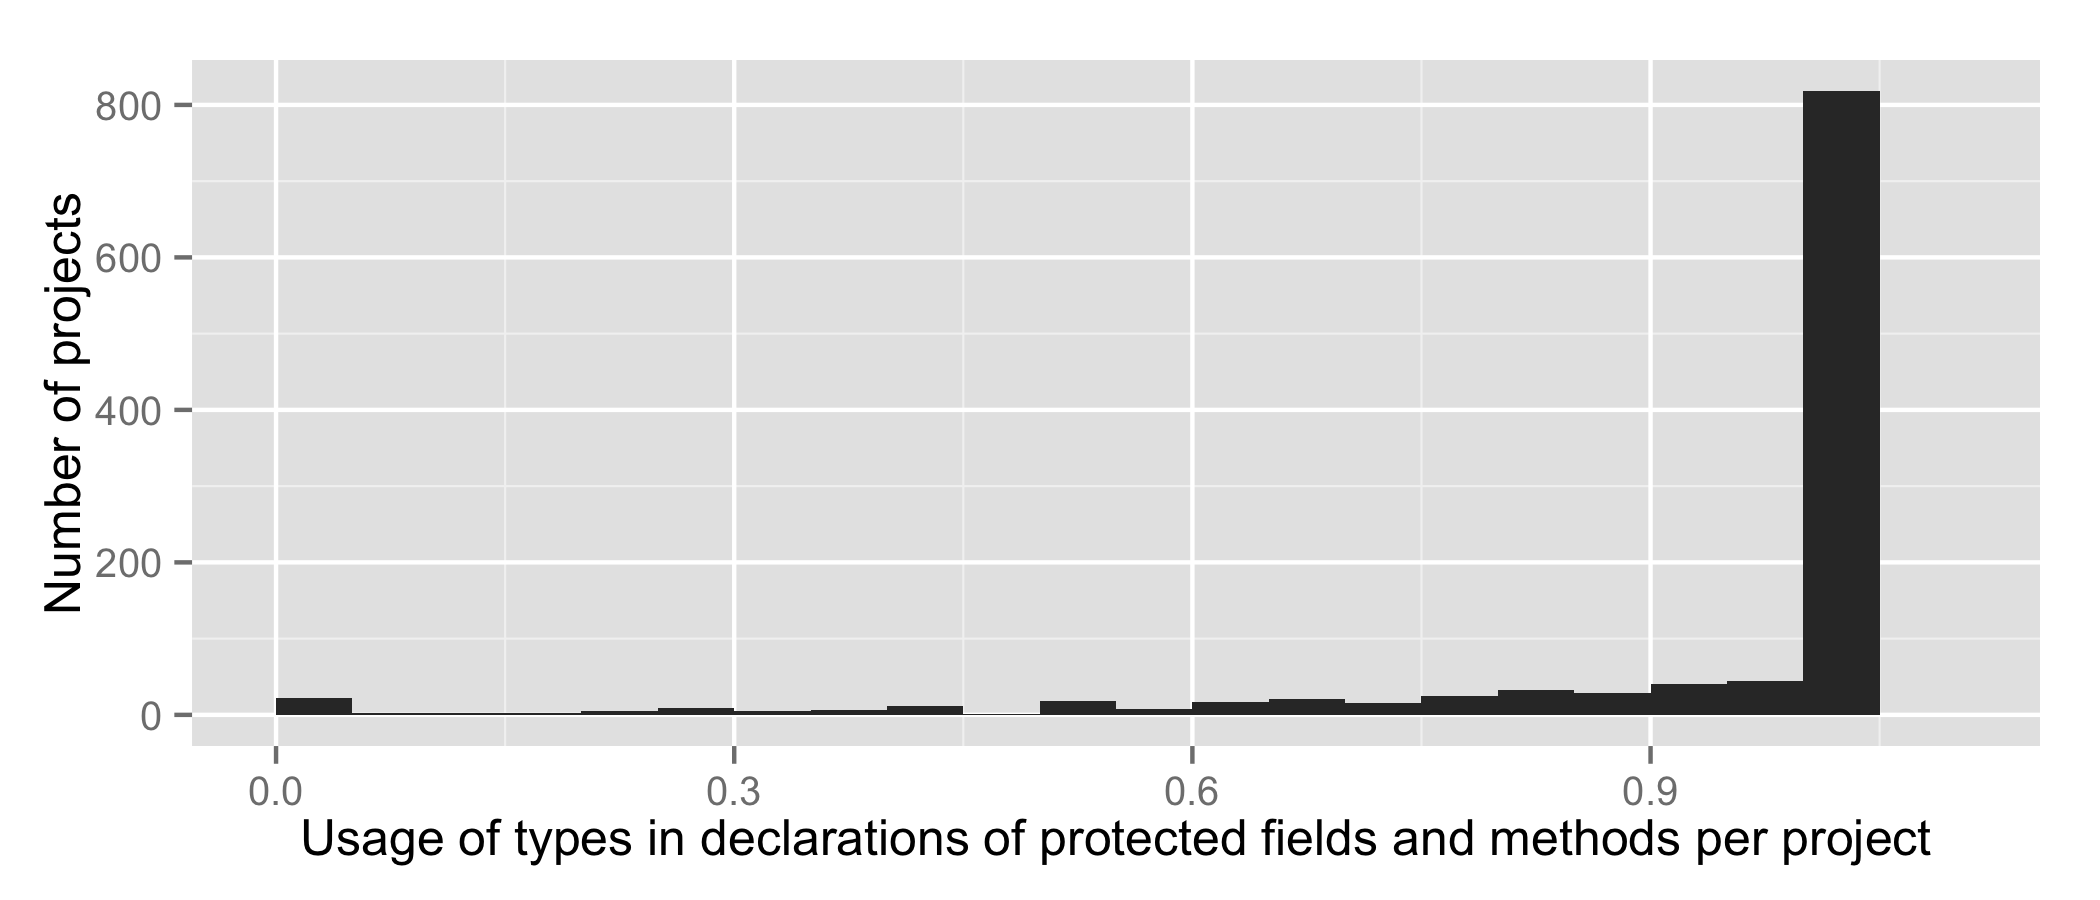 Number of projects
800
600
400
200
0
0.0 0.3 0.6 0.9
Usage of types in declarations of protected fields and methods per project